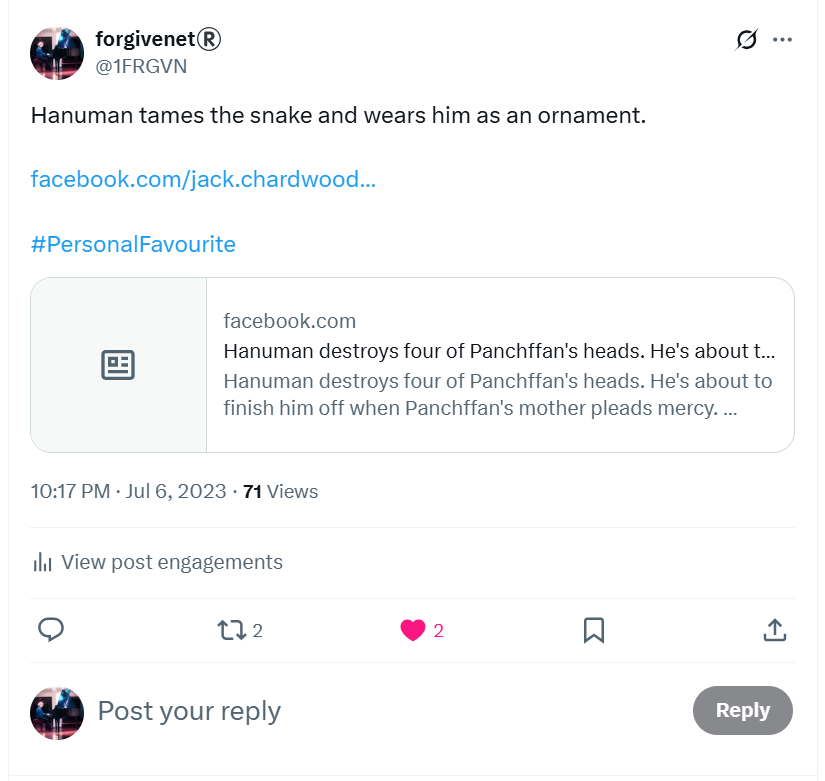 forgivenet®
@1FRGVN
Hanuman tames the snake and wears him as an ornament.
facebook.com/jack.chardwood...
#PersonalFavourite
facebook.com
Hanuman destroys four of Panchffan's heads. He's about t...
Hanuman destroys four of Panchffan's heads. He's about to
finish him off when Panchffan's mother pleads mercy. ...
10:17 PM · Jul 6, 2023 · 71 Views
View post engagements
2 2
Post your reply Reply